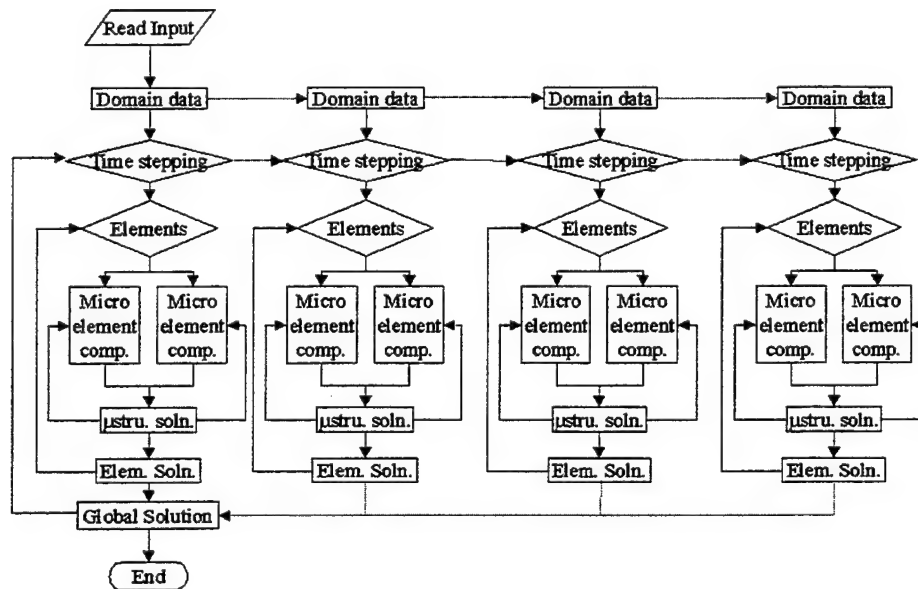 Read Input
Domain data
Domain data
Domain data
Domain data
Time stepping
Time stepping
Time stepping
Time stepping
Elements
Elements
Elements
Elements
Micro
element
comp.
Micro
element
comp.
Micro
element
comp.
Micro
element
comp.
Micro
element
comp.
Micro
element
comp.
Micro
element
comp.
Micro
element
comp.
µstru. soln.
µstru. soln.
µstru. soln.
µstru. soln.
Elem. Soln.
Elem. Soln.
Elem. Soln.
Elem. Soln.
Global Solution
End